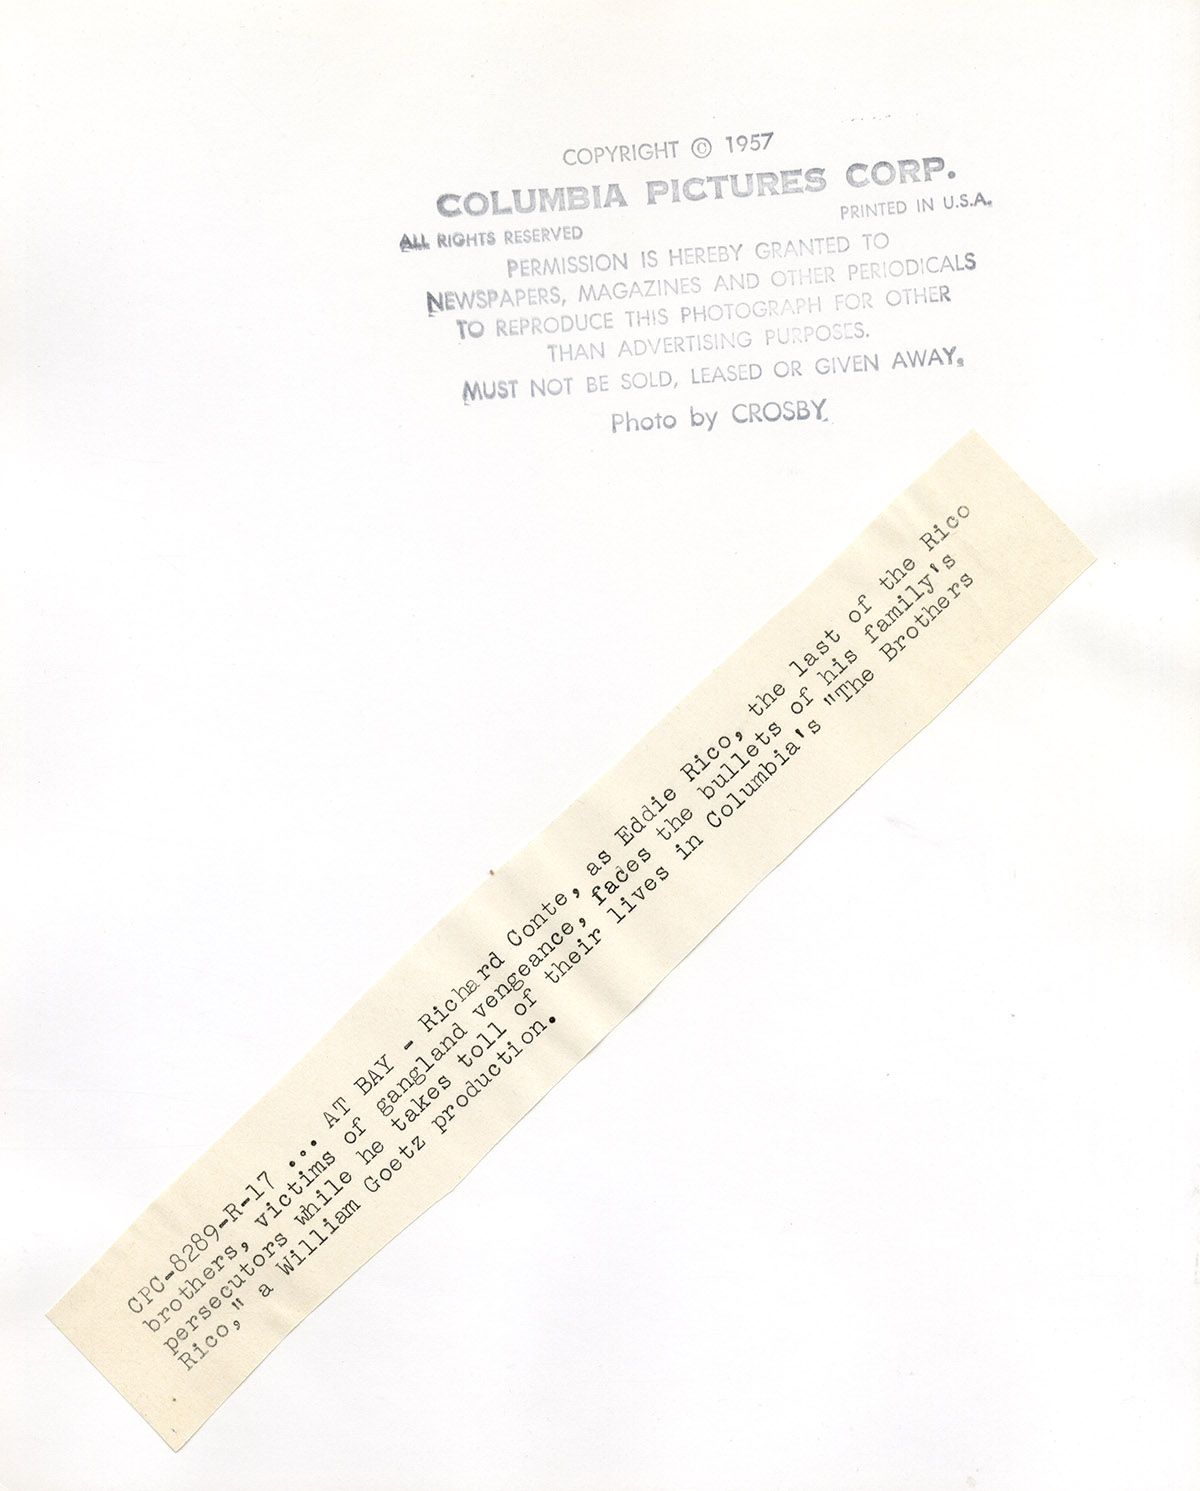 COPYRIGHT © 1957
COLUMBIA PICTURES CORP.
PRINTED IN U.S.A.
ALL RIGHTS RESERVED
PERMISSION IS HEREBY GRANTED TO
NEWSPAPERS, MAGAZINES AND OTHER PERIODICALS
TO REPRODUCE THIS PHOTOGRAPH FOR OTHER
THAN ADVERTISING PURPOSES.
MUST NOT BE SOLD, LEASED OR GIVEN AWAY.
Photo by CROSBY
CPC-8289-R-17 ... AT BAY - Richard Conte, as Eddie Rico, the last of the Rico
brothers, victims of gangland vengeance, faces the bullets of his family's
persecutors while he takes toll of their lives in Columbia's "The Brothers
Rico," a William Goetz production.